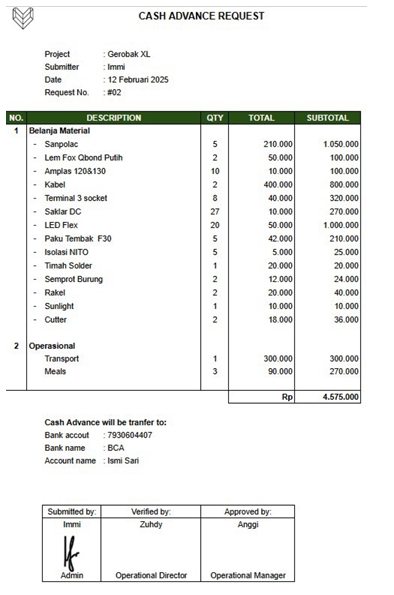 CASH ADVANCE REQUEST
Project : Gerobak XL
Submitter : Immi
Date : 12 Februari 2025
Request No. : #02
NO. DESCRIPTION QTY TOTAL SUBTOTAL
1 Belanja Material
- Sanpolac 5 210.000 1.050.000
- Lem Fox Qbond Putih 2 50.000 100.000
- Amplas 120&130 10 10.000 100.000
- Kabel 2 400.000 800.000
- Terminal 3 socket 8 40.000 320.000
- Saklar DC 27 10.000 270.000
- LED Flex 20 50.000 1.000.000
- Paku Tembak F30 5 42.000 210.000
- Isolasi NITO 5 5.000 25.000
- Timah Solder 1 20.000 20.000
- Semprot Burung 2 12.000 24.000
- Rakel 2 20.000 40.000
- Sunlight 1 10.000 10.000
- Cutter 2 18.000 36.000
2 Operasional
Transport 1 300.000 300.000
Meals 3 90.000 270.000
Rp 4.575.000
Cash Advance will be tranfer to:
Bank accout : 7930604407
Bank name : BCA
Account name : Ismi Sari
Submitted by: Verified by: Approved by:
Immi Zuhdy Anggi
Admin Operational Director Operational Manager